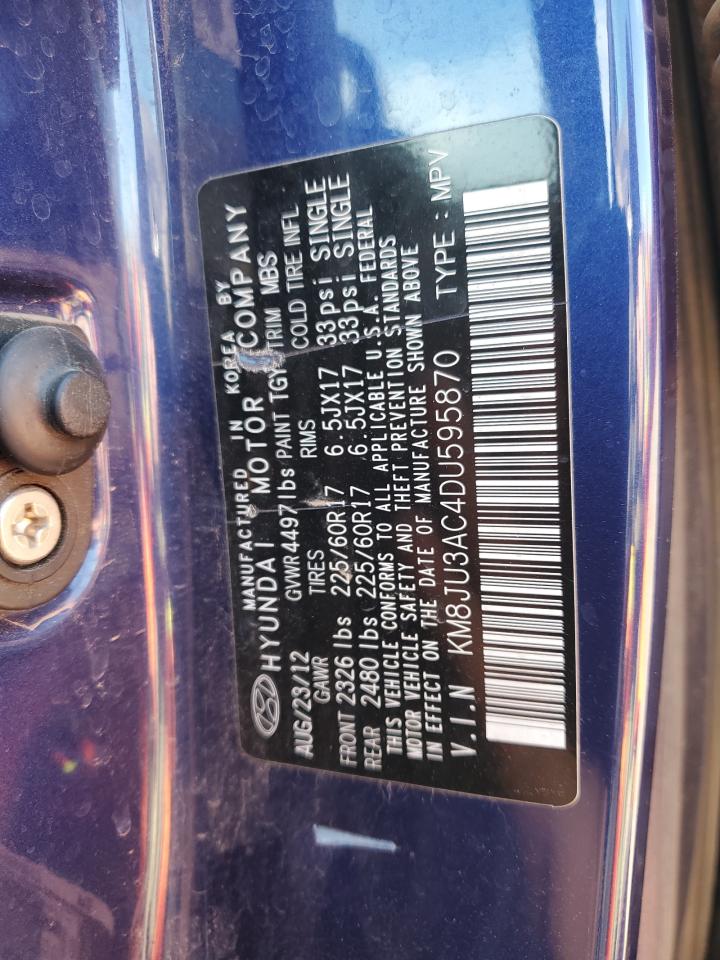 MANUFACTURED IN KOREA BY
HYUNDAI MOTOR COMPANY
AUG/23/12 GVWR 4497 lbs PAINT TGY TRIM MBS
GAWR TIRES RIMS COLD TIRE INFL
FRONT 2326 lbs 225/60R17 6.5JX17 33psi SINGLE
REAR 2480 lbs 225/60R17 6.5JX17 33psi SINGLE
THIS VEHICLE CONFORMS TO ALL APPLICABLE U.S.A. FEDERAL
MOTOR VEHICLE SAFETY AND THEFT PREVENTION STANDARDS
IN EFFECT ON THE DATE OF MANUFACTURE SHOWN ABOVE
V.I.N KM8JU3AC4DU595870 TYPE : MPV